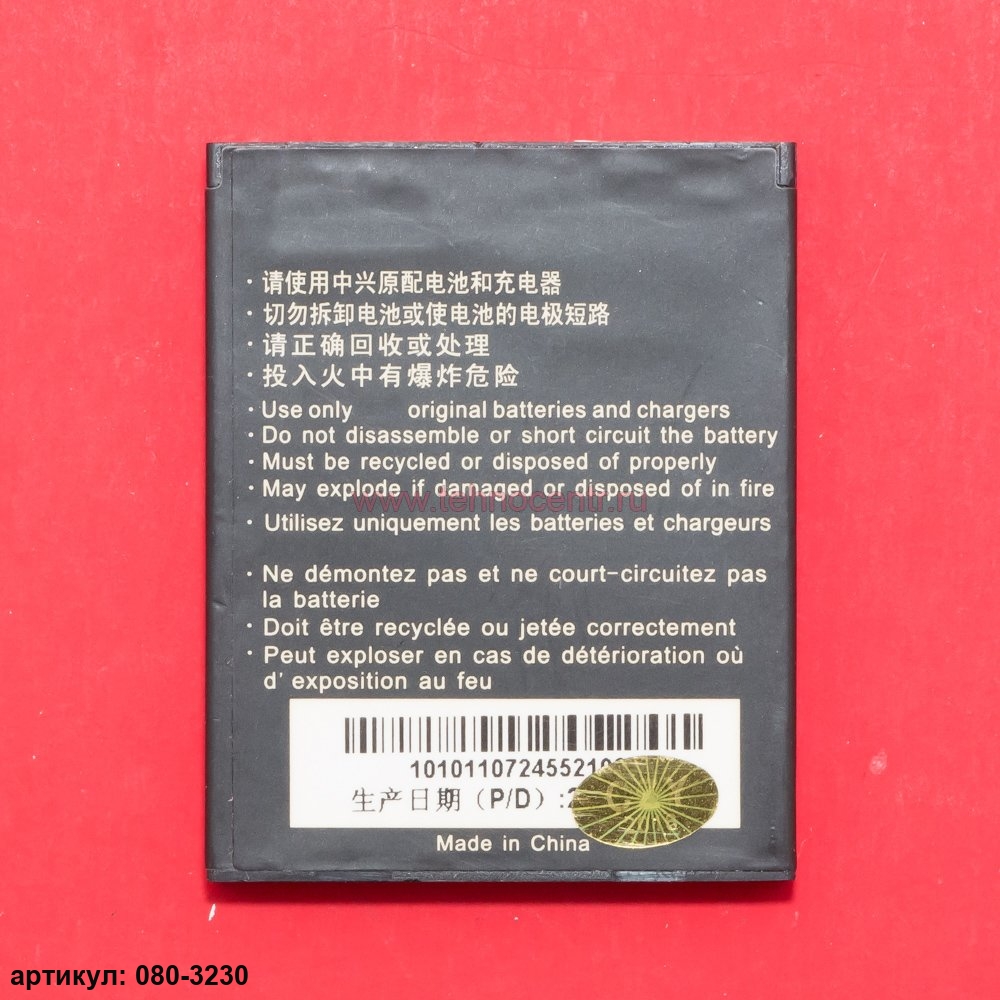 · 请使用中兴原配电池和充电器
· 切勿拆卸电池或使电池的电极短路
· 请正确回收或处理
· 投入火中有爆炸危险
· Use only original batteries and chargers
· Do not disassemble or short circuit the battery
· Must be recycled or disposed of properly
· May explode if damaged or disposed of in fire
www.tehnocentr.ru
· Utilisez uniquement les batteries et chargeurs
· Ne démontez pas et ne court-circuitez pas
la batterie
· Doit être recyclée ou jetée correctement
· Peut exploser en cas de détérioration où
d' exposition au feu
生产日期 (P/D) :2
Made in China
артикул: 080-3230